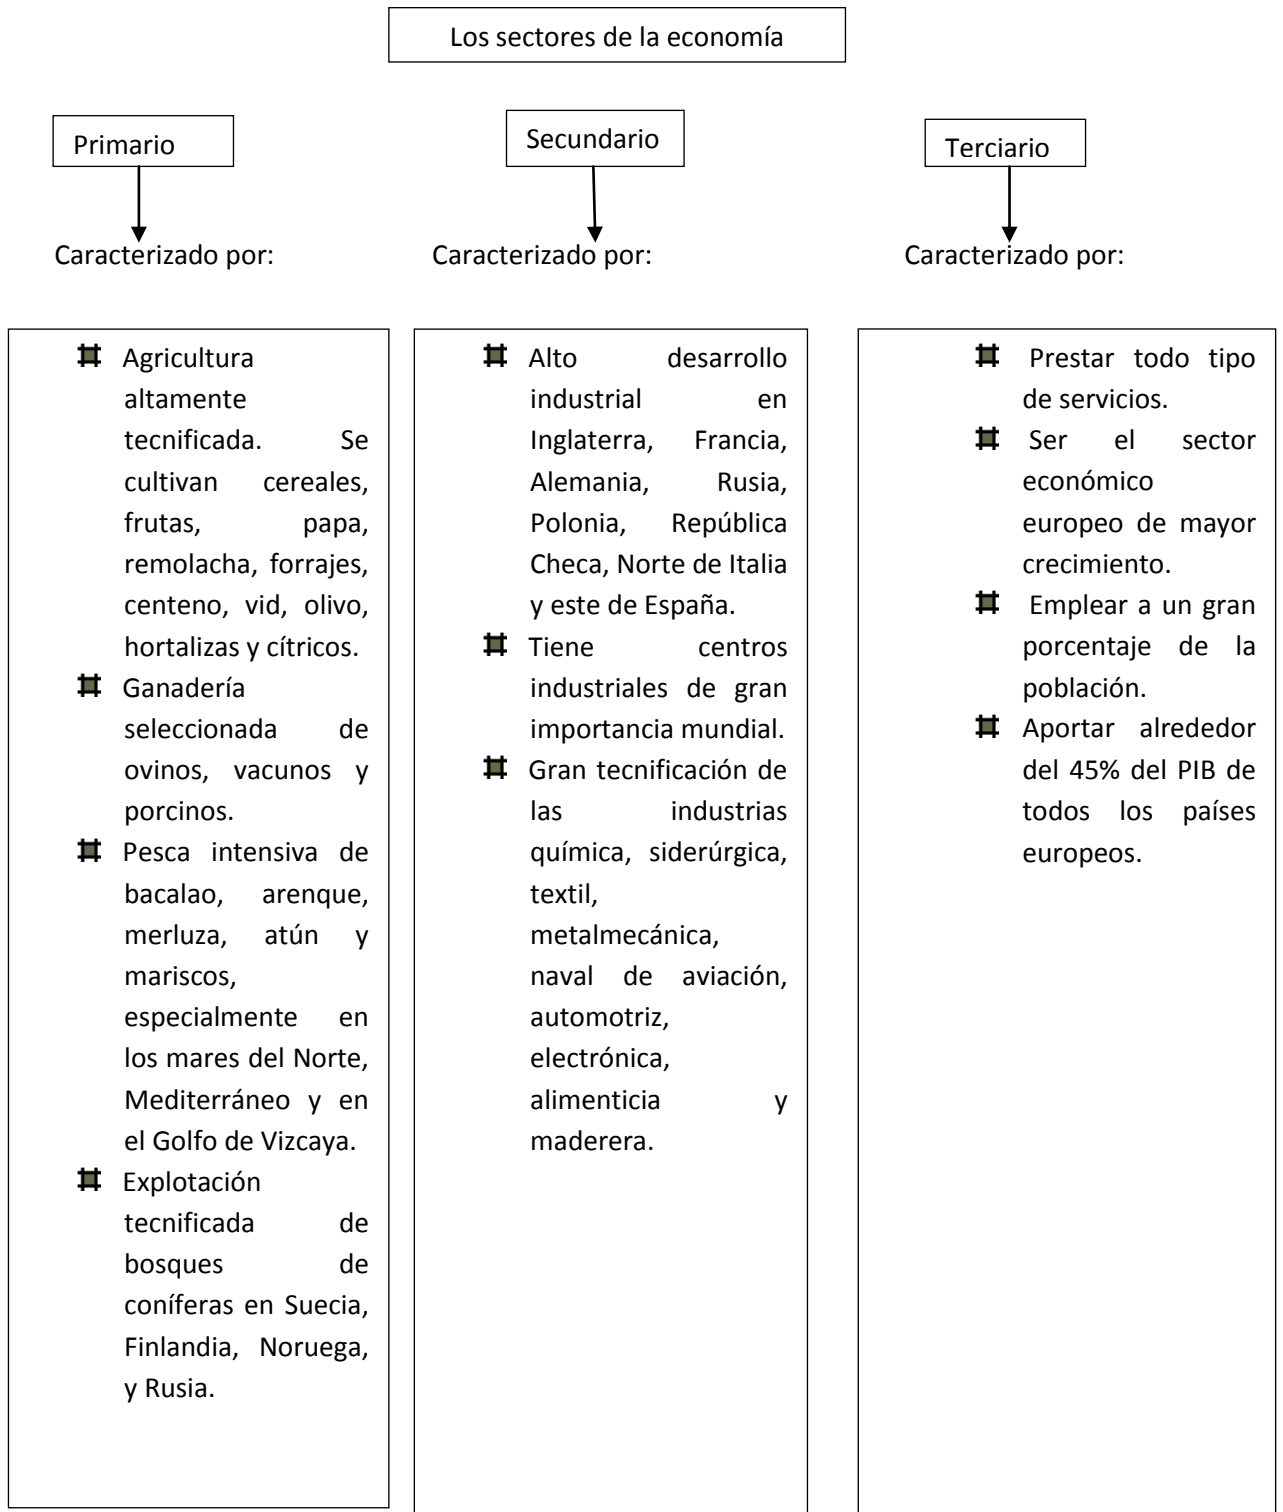 Los sectores de la economía
Primario
Secundario
Terciario
Caracterizado por:
Caracterizado por:
Caracterizado por:
Agricultura
altamente
tecnificada. Se
cultivan cereales,
frutas, papa,
remolacha, forrajes,
centeno, vid, olivo,
hortalizas y cítricos.
Ganadería
seleccionada de
ovinos, vacunos y
porcinos.
Pesca intensiva de
bacalao, arenque,
merluza, atún y
mariscos,
especialmente en
los mares del Norte,
Mediterráneo y en
el Golfo de Vizcaya.
Explotación
tecnificada de
bosques de
coníferas en Suecia,
Finlandia, Noruega,
y Rusia.
Alto desarrollo
industrial en
Inglaterra, Francia,
Alemania, Rusia,
Polonia, República
Checa, Norte de Italia
y este de España.
Tiene centros
industriales de gran
importancia mundial.
Gran tecnificación de
las industrias
química, siderúrgica,
textil,
metalmecánica,
naval de aviación,
automotriz,
electrónica,
alimenticia y
maderera.
Prestar todo tipo
de servicios.
Ser el sector
económico
europeo de mayor
crecimiento.
Emplear a un gran
porcentaje de la
población.
Aportar alrededor
del 45% del PIB de
todos los países
europeos.